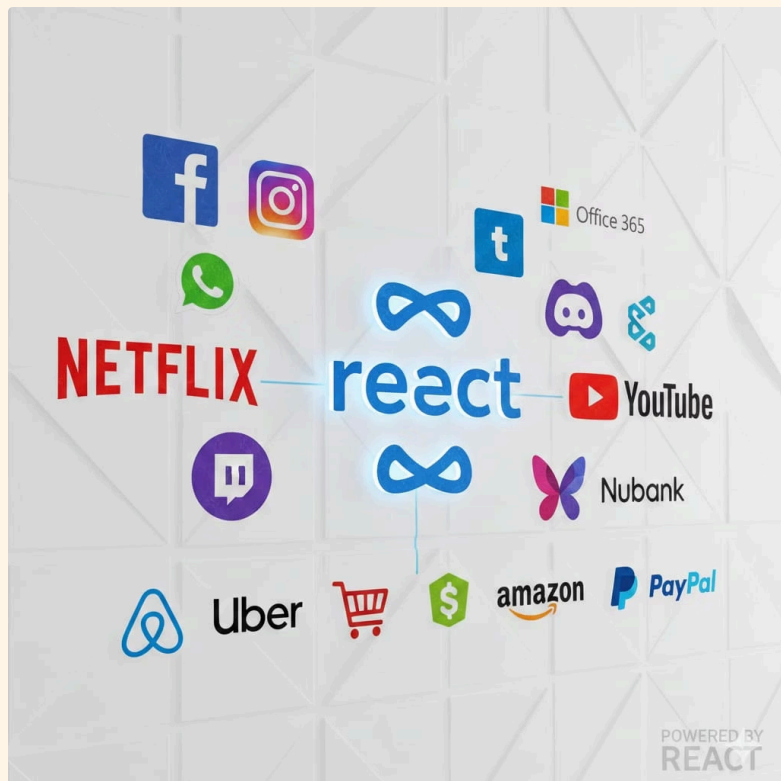 f
Office 365
t
NETFLIX
react
YouTube
Nubank
Uber
$
amazon
PayPal
POWERED BY
REACT